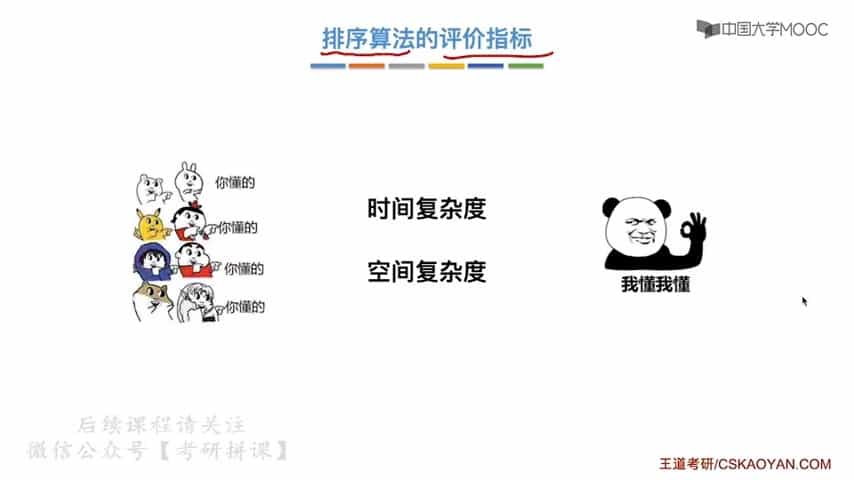 排序算法的评价指标
中国大学MOOC
你懂的
你懂的
你懂的
你懂的
时间复杂度
空间复杂度
我懂我懂
后续课程请关注
微信公众号【考研拼课】
王道考研/CSKAOYAN.COM